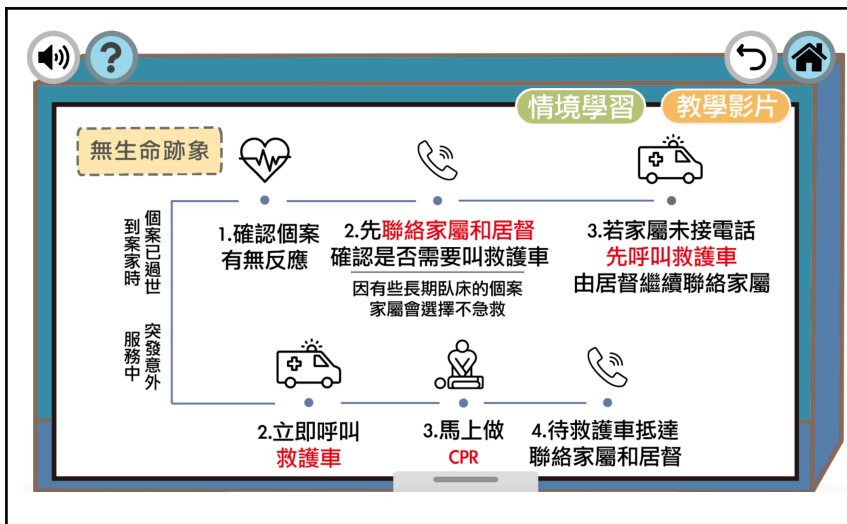 ?
情境學習
教學影片
無生命跡象
到案家時
個案已過世
1.確認個案
有無反應
2.先聯絡家屬和居督
確認是否需要叫救護車
因有些長期臥床的個案
家屬會選擇不急救
3.若家屬未接電話
先呼叫救護車
由居督繼續聯絡家屬
服務中
突發意外
2.立即呼叫
救護車
3.馬上做
CPR
4.待救護車抵達
聯絡家屬和居督